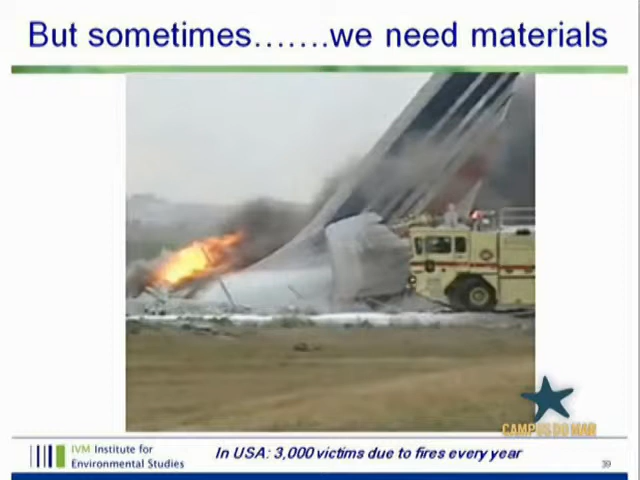 But sometimes…….we need materials
CAMPUS DO MAR
IVM Institute for
Environmental Studies
In USA: 3,000 victims due to fires every year
39